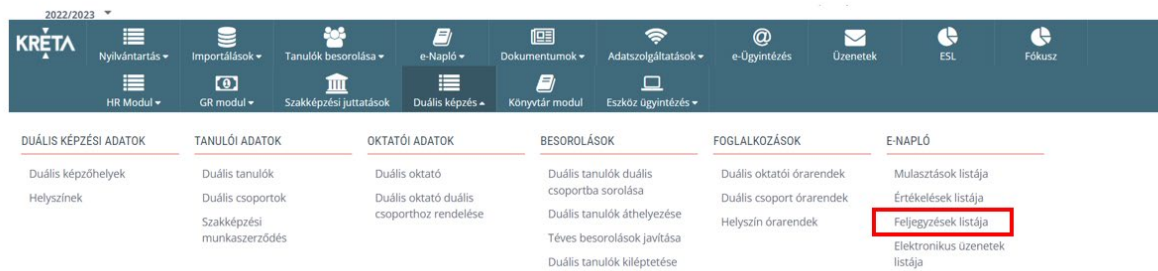 2022/2023
KRÉTA
Nyilvántartás
Importálások
Tanulók besorolása
e-Napló
Dokumentumok
Adatszolgáltatások
e-Ügyintézés
Üzenetek
ESL
Fókusz
HR Modul
GR modul
Szakképzési juttatások
Duális képzés
Könyvtár modul
Eszköz ügyintézés
DUÁLIS KÉPZÉSI ADATOK
Duális képzőhelyek
Helyszínek
TANULÓI ADATOK
Duális tanulók
Duális csoportok
Szakképzési
munkaszerződés
OKTATÓI ADATOK
Duális oktató
Duális oktató duális
csoporthoz rendelése
BESOROLÁSOK
Duális tanulók duális
csoportba sorolása
Duális tanulók áthelyezése
Téves besorolások javítása
Duális tanulók kiléptetése
FOGLALKOZÁSOK
Duális oktatói órarendek
Duális csoport órarendek
Helyszín órarendek
E-NAPLÓ
Mulasztások listája
Értékelések listája
Feljegyzések listája
Elektronikus üzenetek
listája